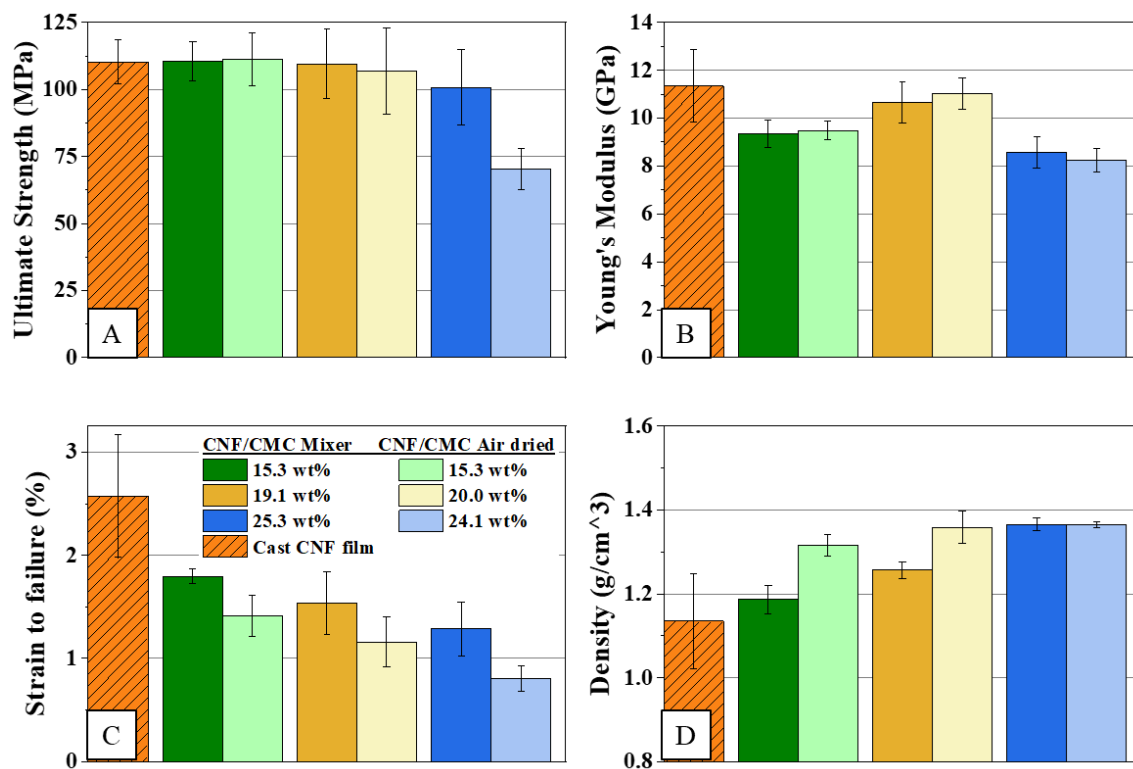 Ultimate Strength (MPa)
125
100
75
50
25
0
A
Young's Modulus (GPa)
14
12
10
8
6
4
2
0
B
Strain to failure (%)
3
2
1
0
C
CNF/CMC Mixer CNF/CMC Air dried
15.3 wt% 15.3 wt%
19.1 wt% 20.0 wt%
25.3 wt% 24.1 wt%
Cast CNF film
Density (g/cm^3)
1.6
1.4
1.2
1.0
0.8
D